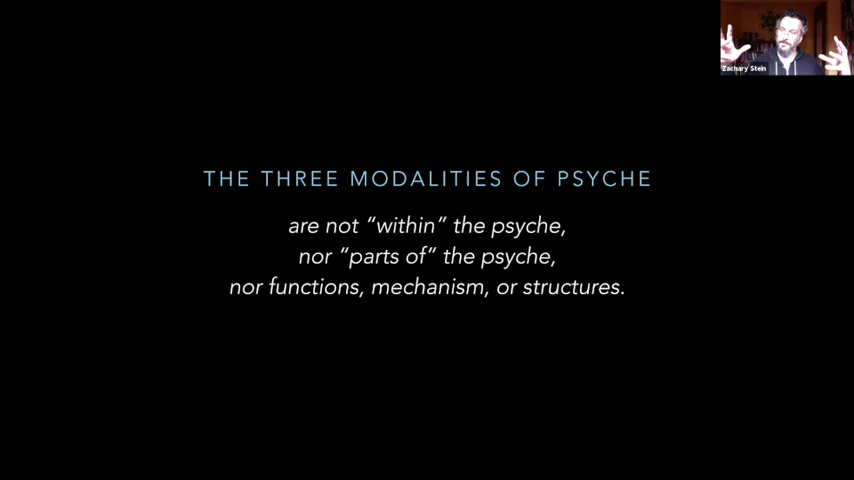 Zachary Stein
THE THREE MODALITIES OF PSYCHE
are not “within” the psyche,
nor “parts of” the psyche,
nor functions, mechanism, or structures.